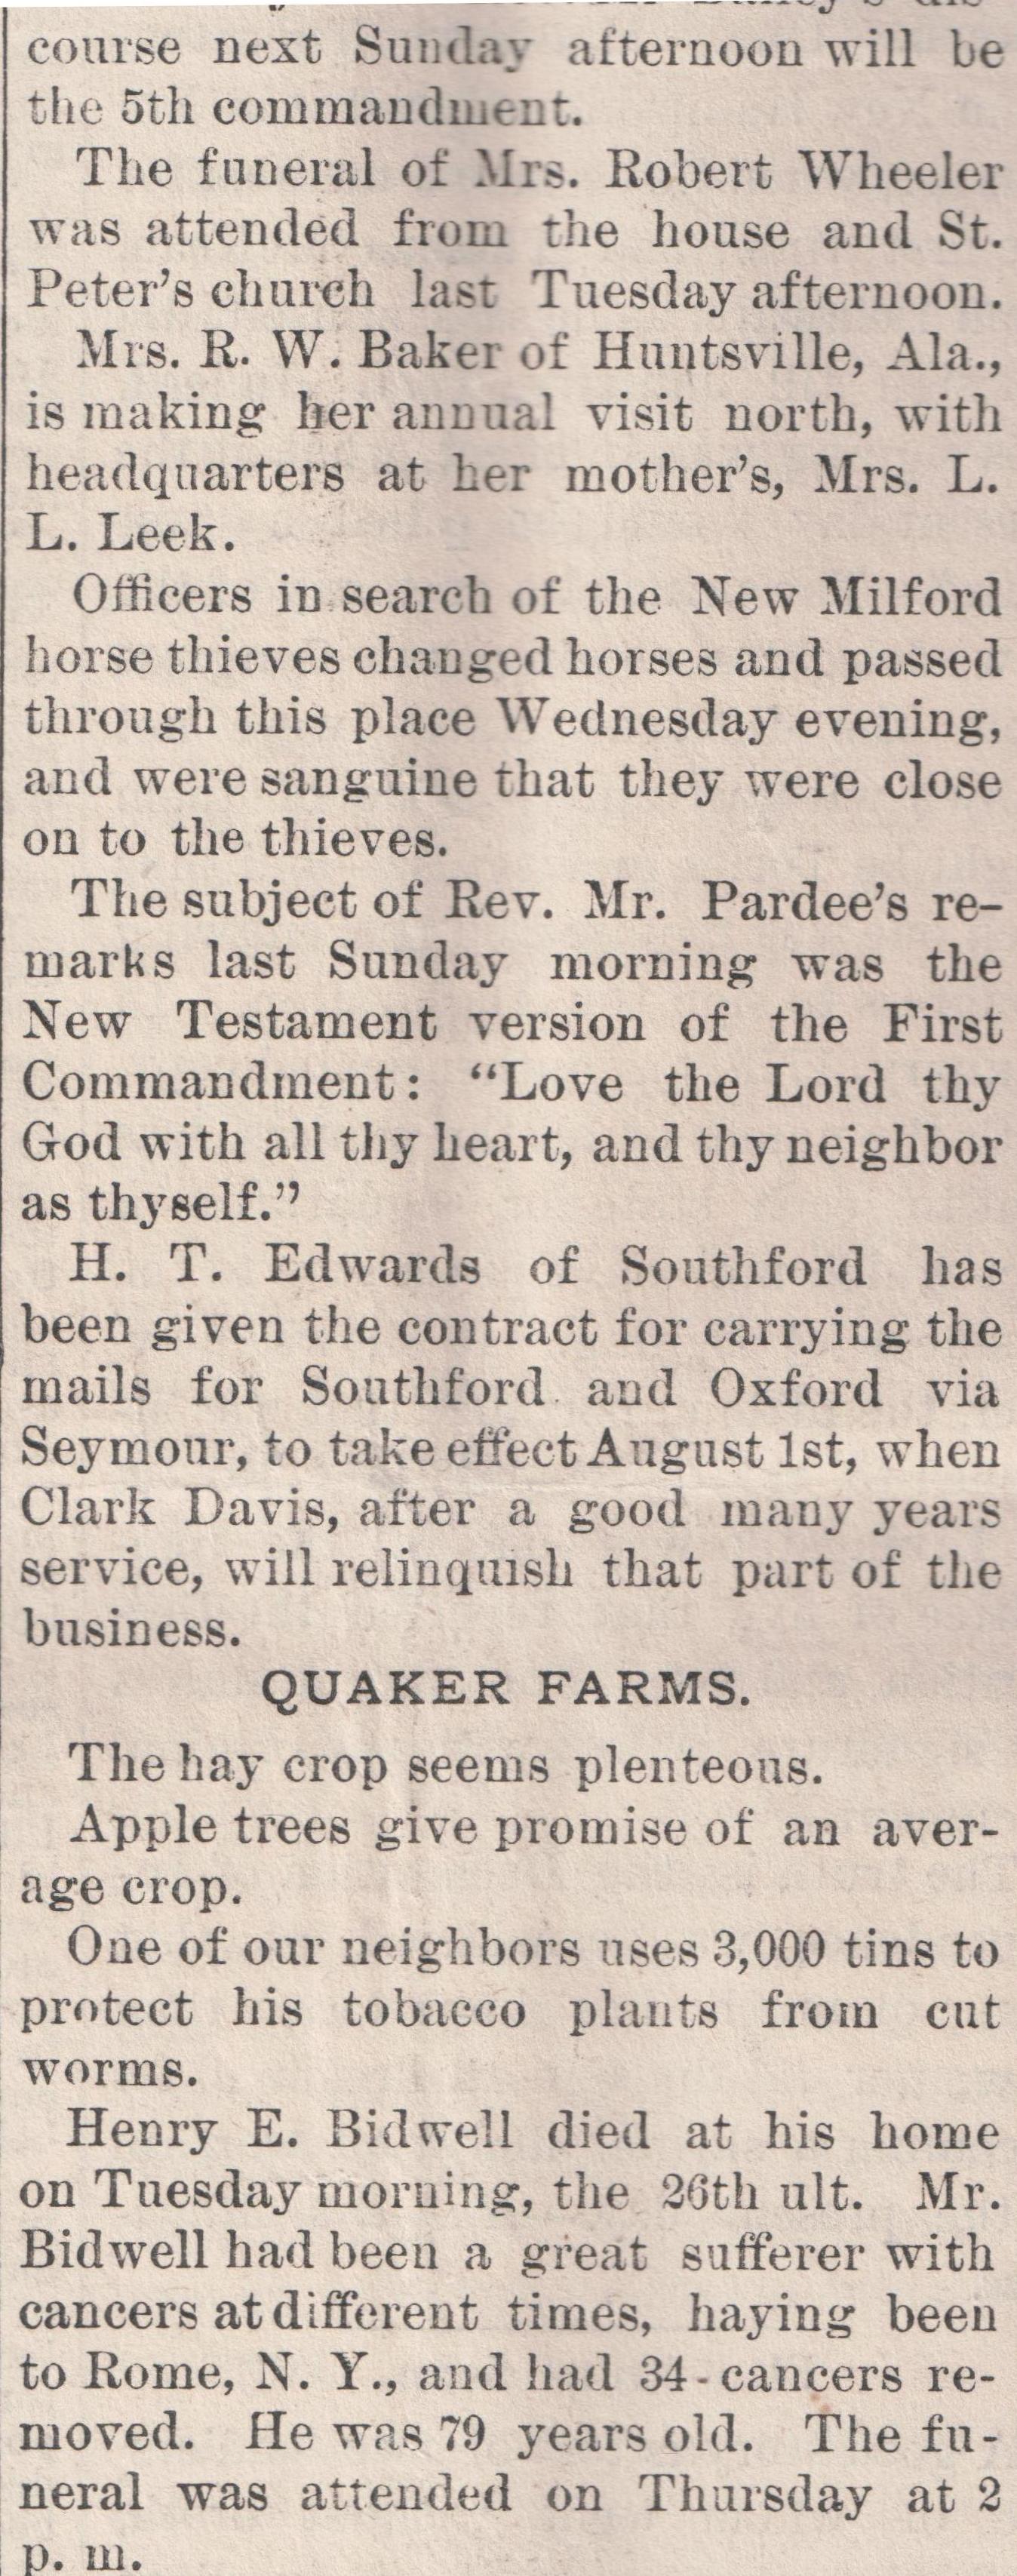 course next Sunday afternoon will be
the 5th commandment.
The funeral of Mrs. Robert Wheeler
was attended from the house and St.
Peter's church last Tuesday afternoon.
Mrs. R. W. Baker of Huntsville, Ala.,
is making her annual visit north, with
headquarters at her mother's, Mrs. L.
L. Leek.
Officers in search of the New Milford
horse thieves changed horses and passed
through this place Wednesday evening,
and were sanguine that they were close
on to the thieves.
The subject of Rev. Mr. Pardee's re-
marks last Sunday morning was the
New Testament version of the First
Commandment: "Love the Lord thy
God with all thy heart, and thy neighbor
as thyself."
H. T. Edwards of Southford has
been given the contract for carrying the
mails for Southford and Oxford via
Seymour, to take effect August 1st, when
Clark Davis, after a good many years
service, will relinquish that part of the
business.
QUAKER FARMS.
The hay crop seems plenteous.
Apple trees give promise of an aver-
age crop.
One of our neighbors uses 3,000 tins to
protect his tobacco plants from cut
worms.
Henry E. Bidwell died at his home
on Tuesday morning, the 26th ult. Mr.
Bidwell had been a great sufferer with
cancers at different times, haying been
to Rome, N. Y., and had 34-cancers re-
moved. He was 79 years old. The fu-
neral was attended on Thursday at 2
p. m.